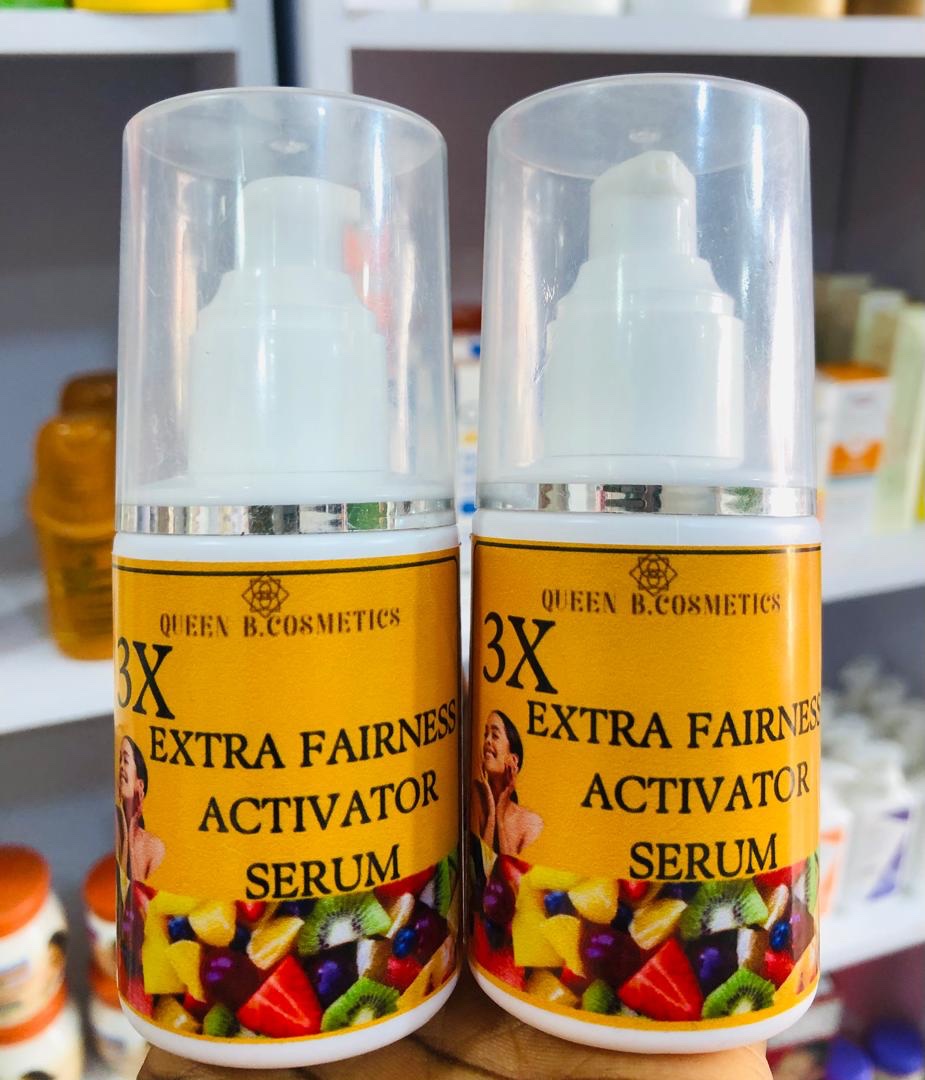 QUEEN B.COSMETICS
3X
EXTRA FAIRNESS
ACTIVATOR
SERUM
QUEEN B.COSMETICS
3X
EXTRA FAIRNESS
ACTIVATOR
SERUM